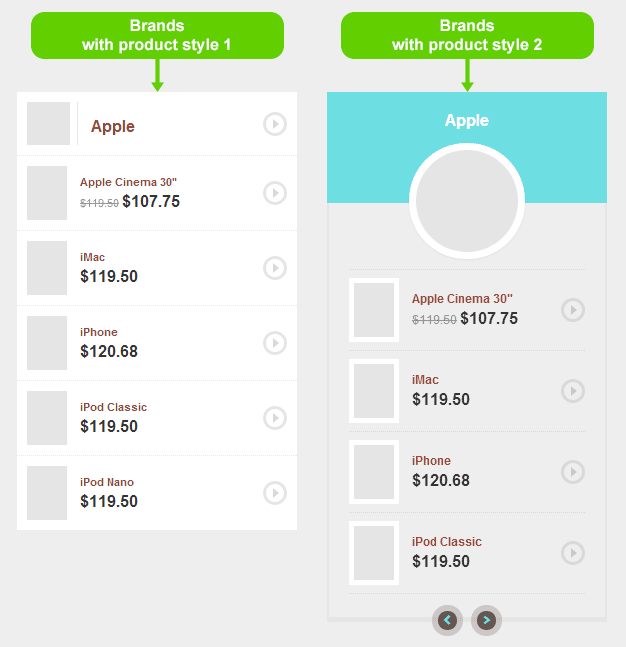 Brands
with product style 1
Apple
Apple Cinema 30"
$119.50 $107.75
iMac
$119.50
iPhone
$120.68
iPod Classic
$119.50
iPod Nano
$119.50
Brands
with product style 2
Apple
Apple Cinema 30"
$119.50 $107.75
iMac
$119.50
iPhone
$120.68
iPod Classic
$119.50